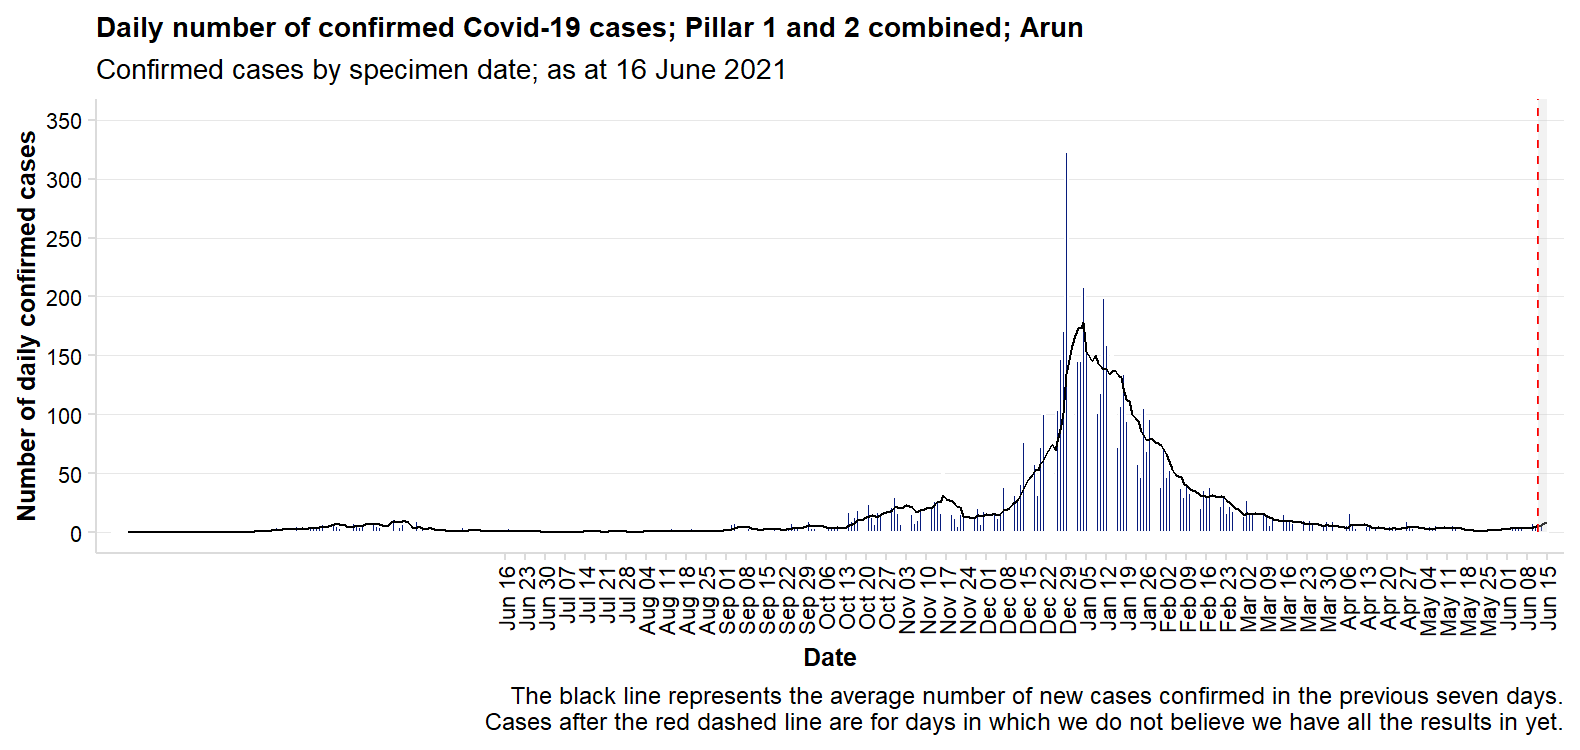 Daily number of confirmed Covid-19 cases; Pillar 1 and 2 combined; Arun
Confirmed cases by specimen date; as at 16 June 2021
Number of daily confirmed cases
350
300
250
200
150
100
50
0
Jun 16
Jun 23
Jun 30
Jul 07
Jul 14
Jul 21
Jul 28
Aug 04
Aug 11
Aug 18
Aug 25
Sep 01
Sep 08
Sep 15
Sep 22
Sep 29
Oct 06
Oct 13
Oct 20
Oct 27
Nov 03
Nov 10
Nov 17
Nov 24
Dec 01
Dec 08
Dec 15
Dec 22
Dec 29
Jan 05
Jan 12
Jan 19
Jan 26
Feb 02
Feb 09
Feb 16
Feb 23
Mar 02
Mar 09
Mar 16
Mar 23
Mar 30
Apr 06
Apr 13
Apr 20
Apr 27
May 04
May 11
May 18
May 25
Jun 01
Jun 08
Jun 15
Date
The black line represents the average number of new cases confirmed in the previous seven days.
Cases after the red dashed line are for days in which we do not believe we have all the results in yet.